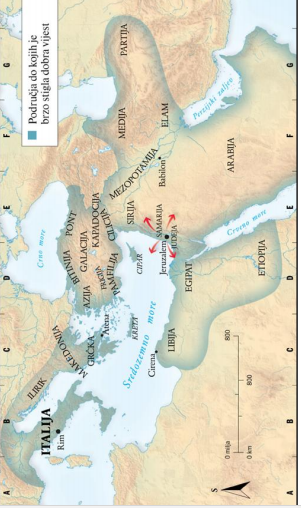 Područja do kojih je
brzo stigla dobra vijest
ITALIJA
Rim
ILIRIK
MAKEDONIJA
GRČKA
Atena
KRETA
Crno more
BITINIJA
PONT
AZIJA
GALACIJA
FRIGIJA
KAPADOCIJA
PAMFILIJA
CILICIJA
CIPAR
SIRIJA
MEZOPOTAMIJA
MEDIJA
PARTIJA
Babilon
ELAM
SAMARIJA
Jeruzalem
JUDEJA
Sredozemno more
Cirena
LIBIJA
EGIPAT
ETIOPIJA
ARABIJA
Crveno more
Perzijski zaljev
S
0 milja 800
0 km 800
A B C D E F G
A B C D E F G